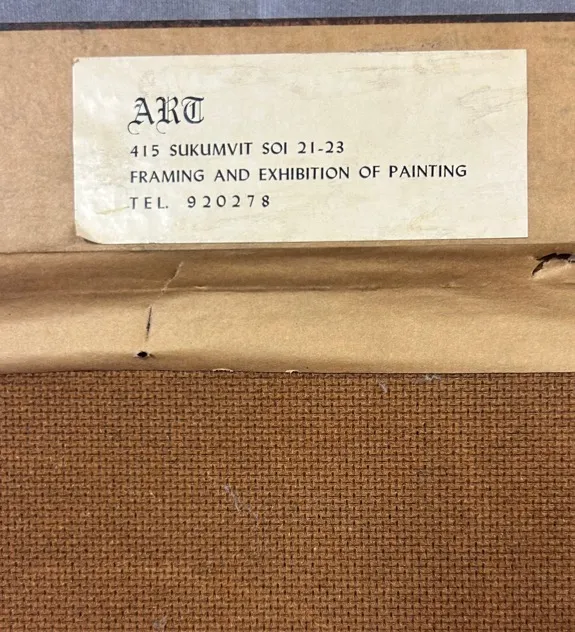 ART
415 SUKUMVIT SOI 21-23
FRAMING AND EXHIBITION OF PAINTING
TEL. 920278